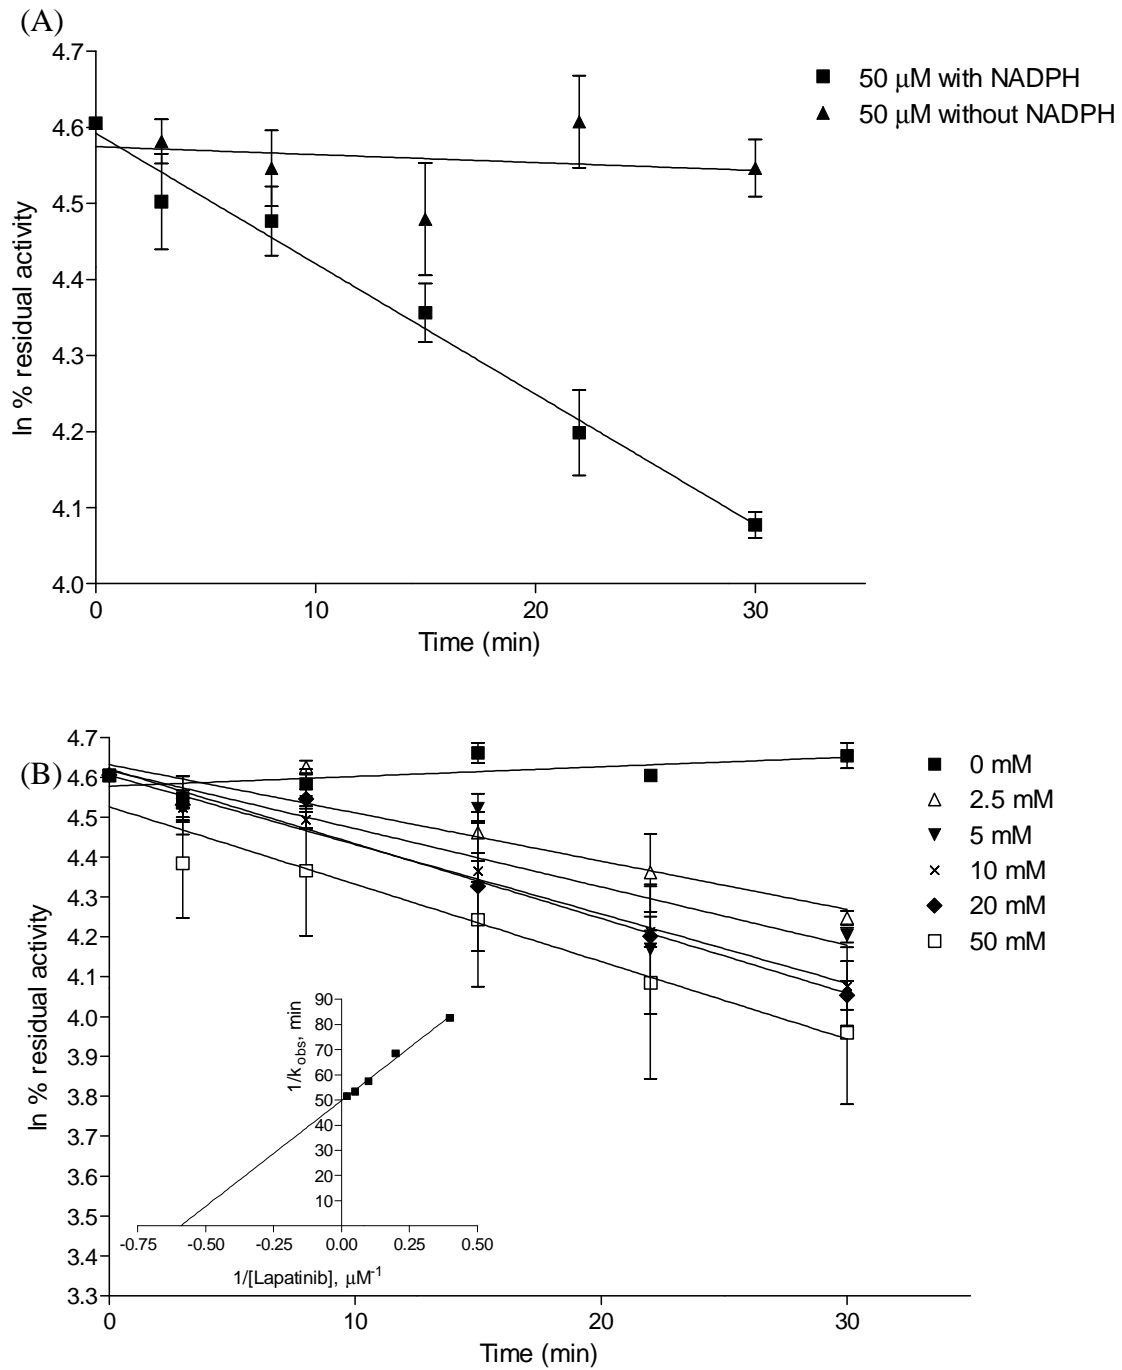 (A)
4.7
4.6
4.5
4.4
4.3
4.2
4.1
4.0
ln % residual activity
0 10 20 30
Time (min)
50 μM with NADPH
50 μM without NADPH
(B)
4.7
4.6
4.5
4.4
4.3
4.2
4.1
4.0
3.9
3.8
3.7
3.6
3.5
3.4
3.3
ln % residual activity
0 10 20 30
Time (min)
0 mM
2.5 mM
5 mM
10 mM
20 mM
50 mM
90
80
70
60
50
40
30
20
10
1/k obs, min
-0.75 -0.50 -0.25 0.00 0.25 0.50
1/[Lapatinib], μM-1